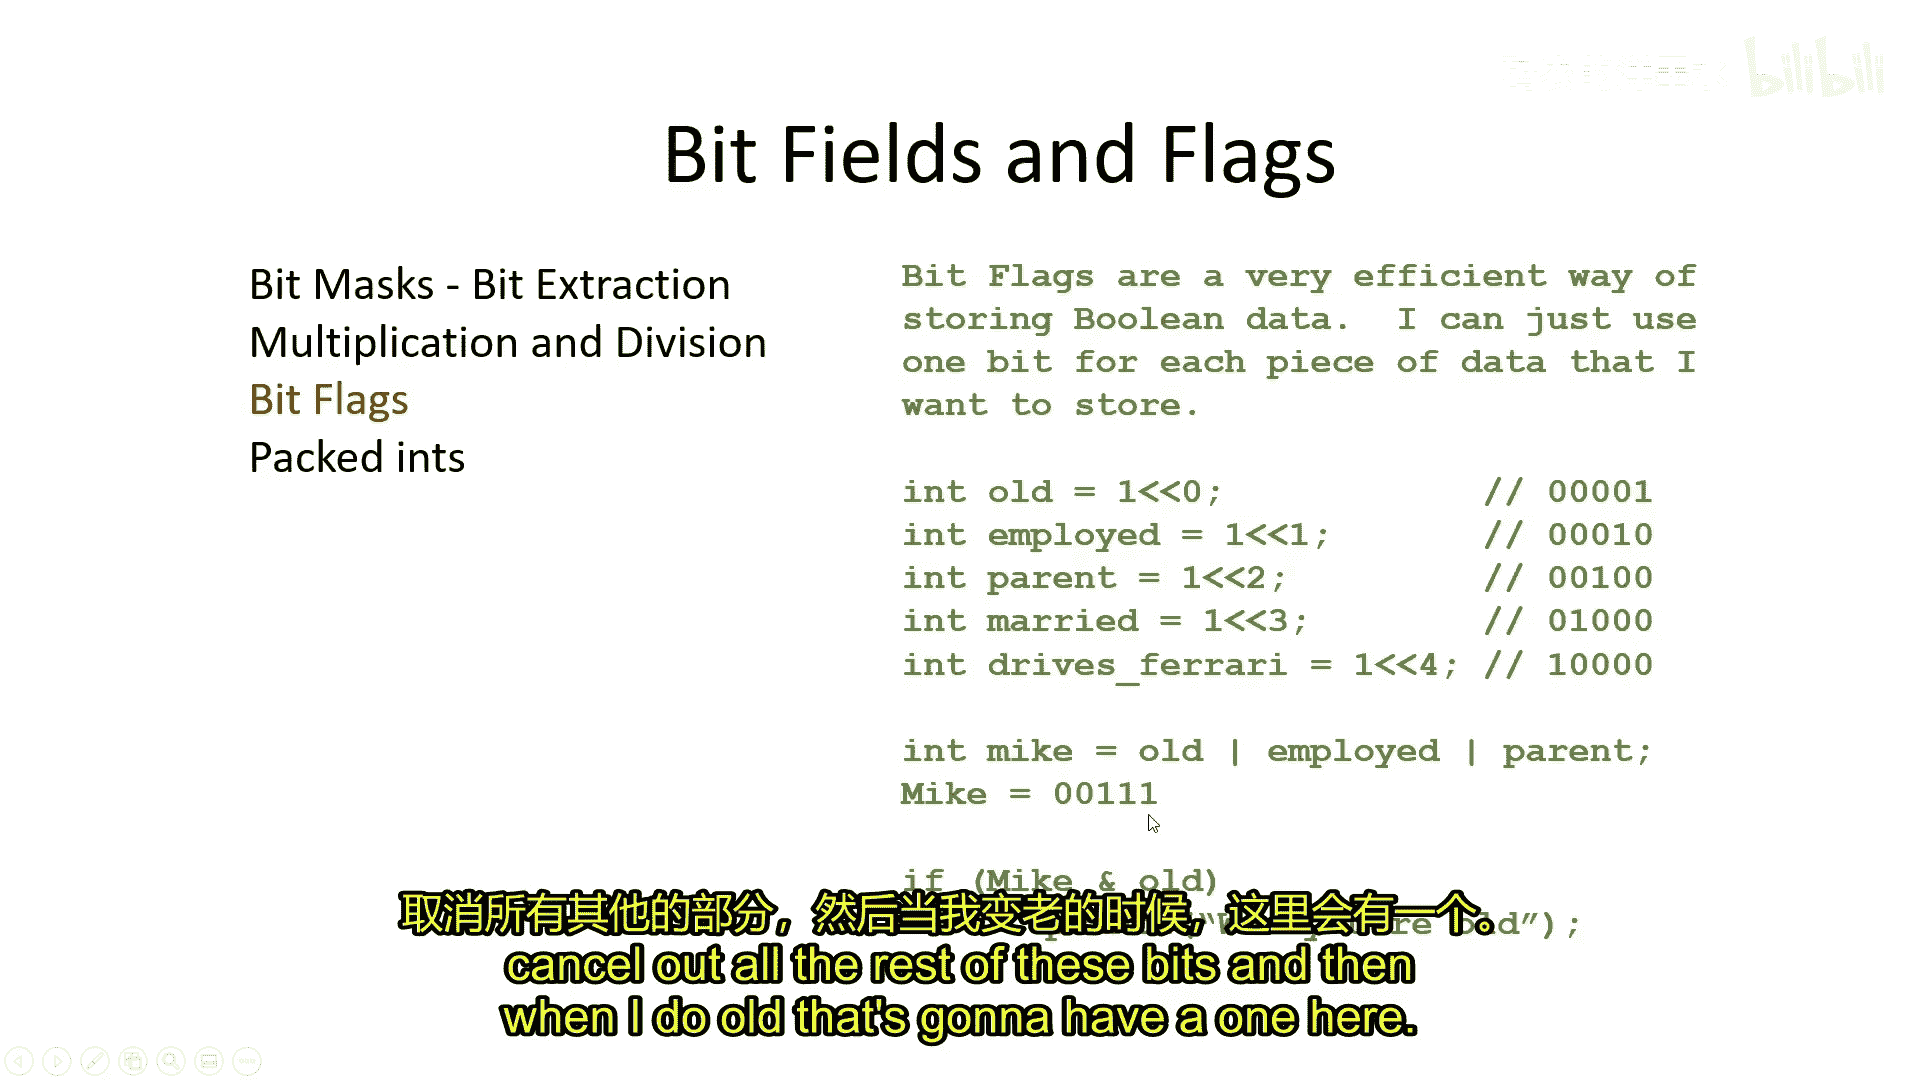 bilibili
Bit Fields and Flags
Bit Masks - Bit Extraction
Multiplication and Division
Bit Flags
Packed ints
Bit Flags are a very efficient way of
storing Boolean data.  I can just use
one bit for each piece of data that I
want to store.
int old = 1<<0; // 00001
int employed = 1<<1; // 00010
int parent = 1<<2; // 00100
int married = 1<<3; // 01000
int drives_ferrari = 1<<4; // 10000
int mike = old | employed | parent;
Mike = 00111
if (Mike & old)
old”);
取消所有其他的部分，然后当我变老的时候，这里会有一个。
cancel out all the rest of these bits and then
when I do old that's gonna have a one here.